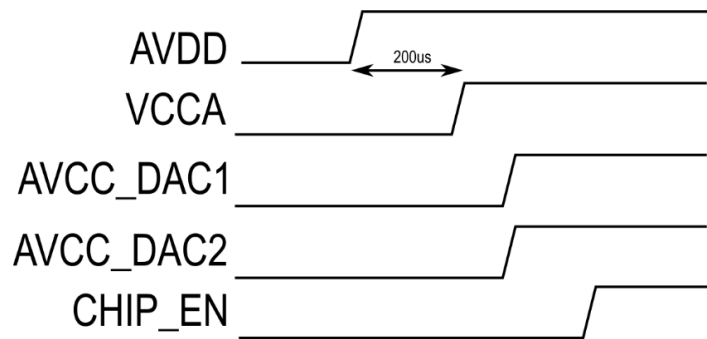 AVDD
200us
VCCA
AVCC_DAC1
AVCC_DAC2
CHIP_EN